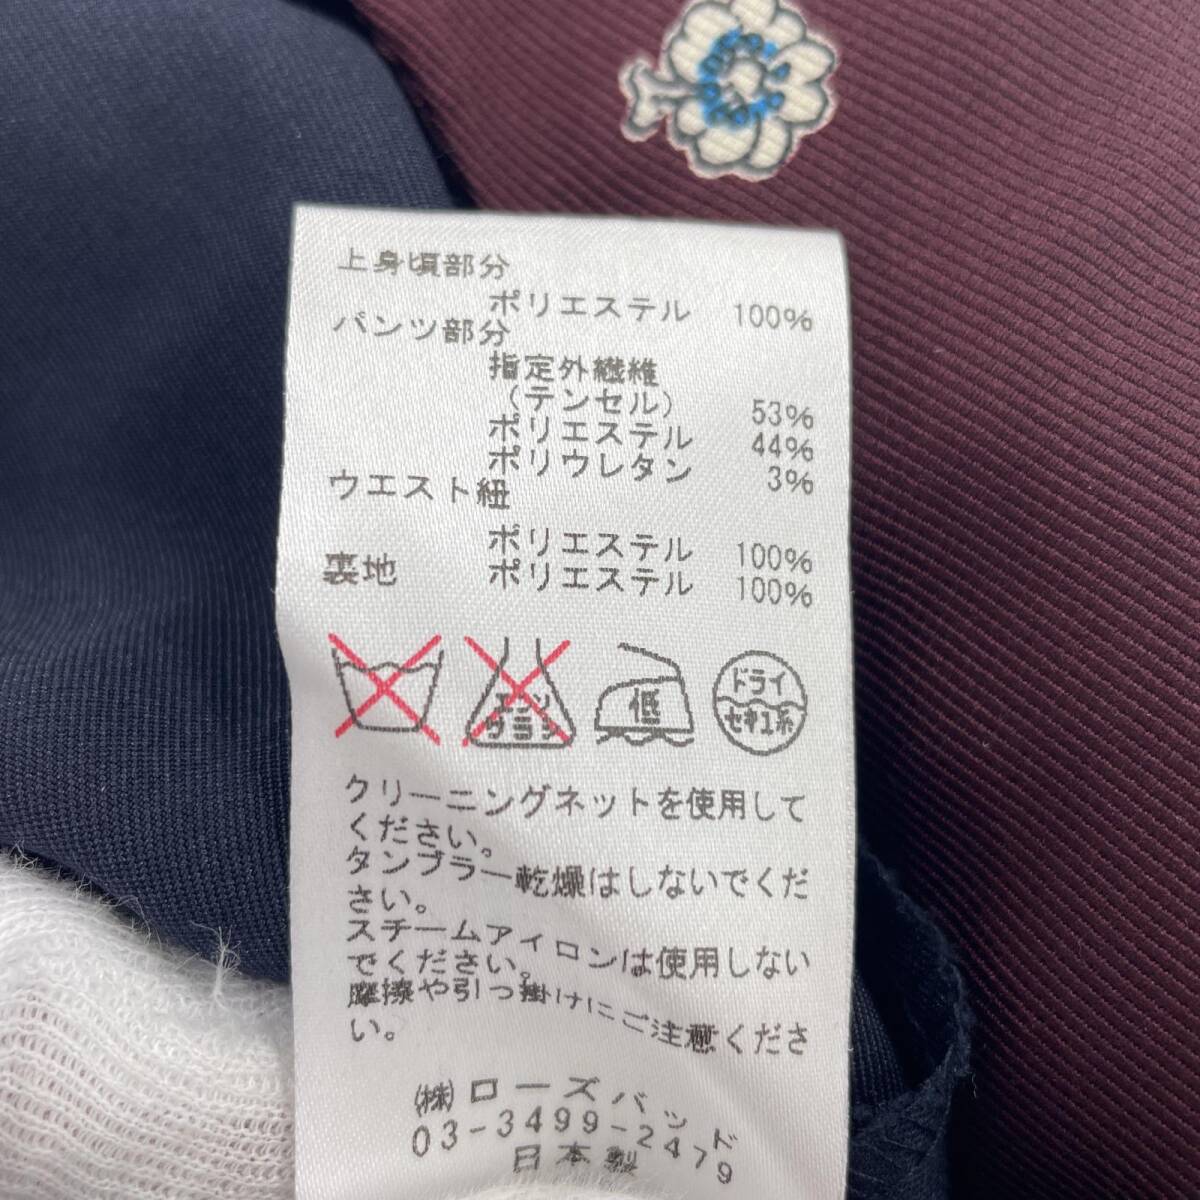 上身頃部分
ポリエステル 100%
パンツ部分
指定外繊維
(テンセル) 53%
ポリエステル 44%
ポリウレタン 3%
ウエスト紐
ポリエステル 100%
裏地 ポリエステル 100%
エンソ
サラシ
低
ドライ
セキユ系
クリーニングネットを使用して
ください。
タンブラー乾燥はしないでくだ
さい。
スチームアイロンは使用しない
でください。
摩擦や引っ掛けにご注意くださ
い。
(株)ローズバッド
03-3499-2479
日本製